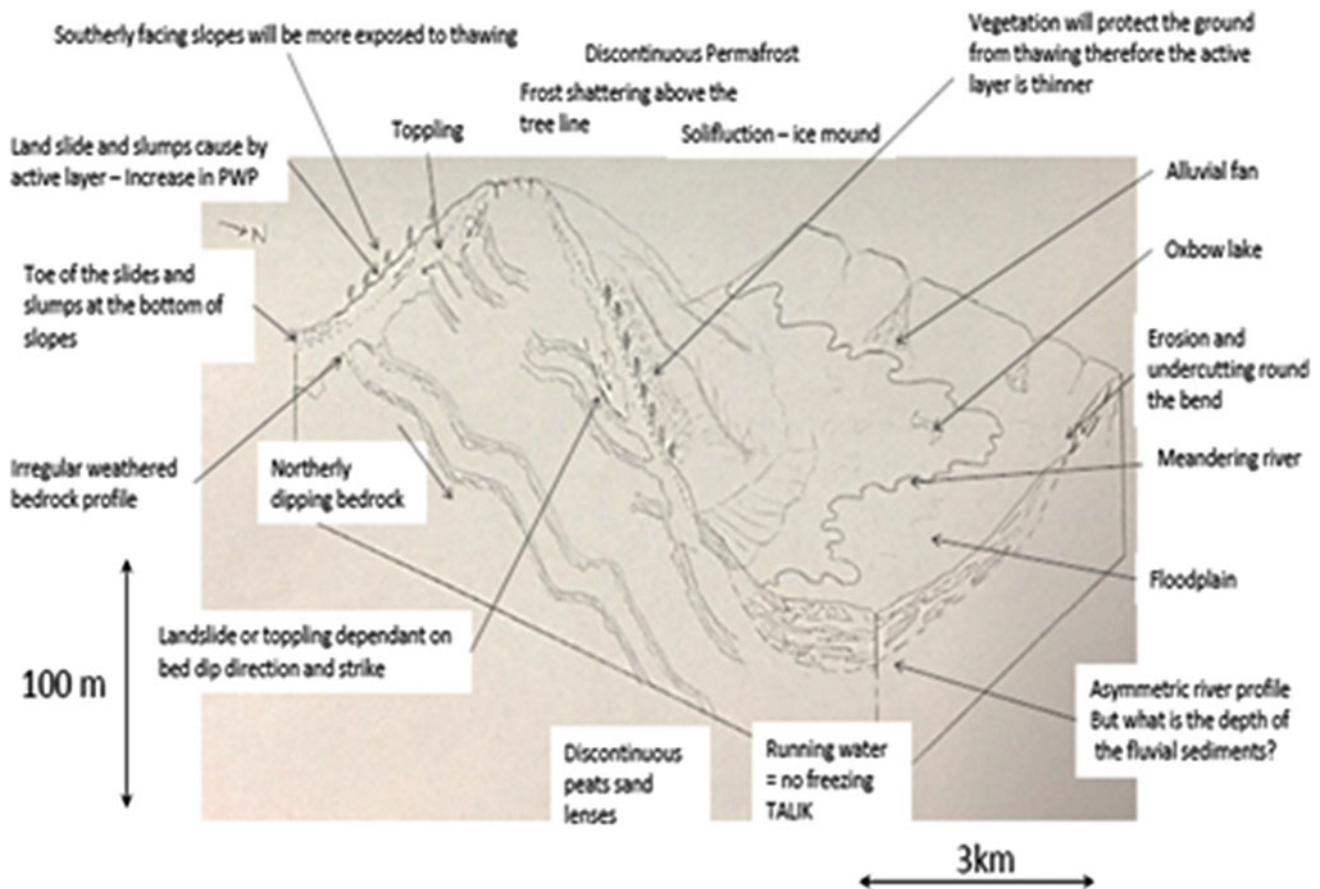 Southerly facing slopes will be more exposed to thawing
Discontinuous Permafrost
Vegetation will protect the ground
from thawing therefore the active
layer is thinner
Frost shattering above the
tree line
Toppling
Solifluction – ice mound
Land slide and slumps cause by
active layer – Increase in PWP
Alluvial fan
N
Oxbow lake
Toe of the slides and
slumps at the bottom of
slopes
Erosion and
undercutting round
the bend
Meandering river
Irregular weathered
bedrock profile
Northerly
dipping bedrock
Floodplain
Landslide or toppling dependant on
bed dip direction and strike
100 m
Asymmetric river profile
But what is the depth of
the fluvial sediments?
Discontinuous
peats sand
lenses
Running water
= no freezing
TALIK
3km